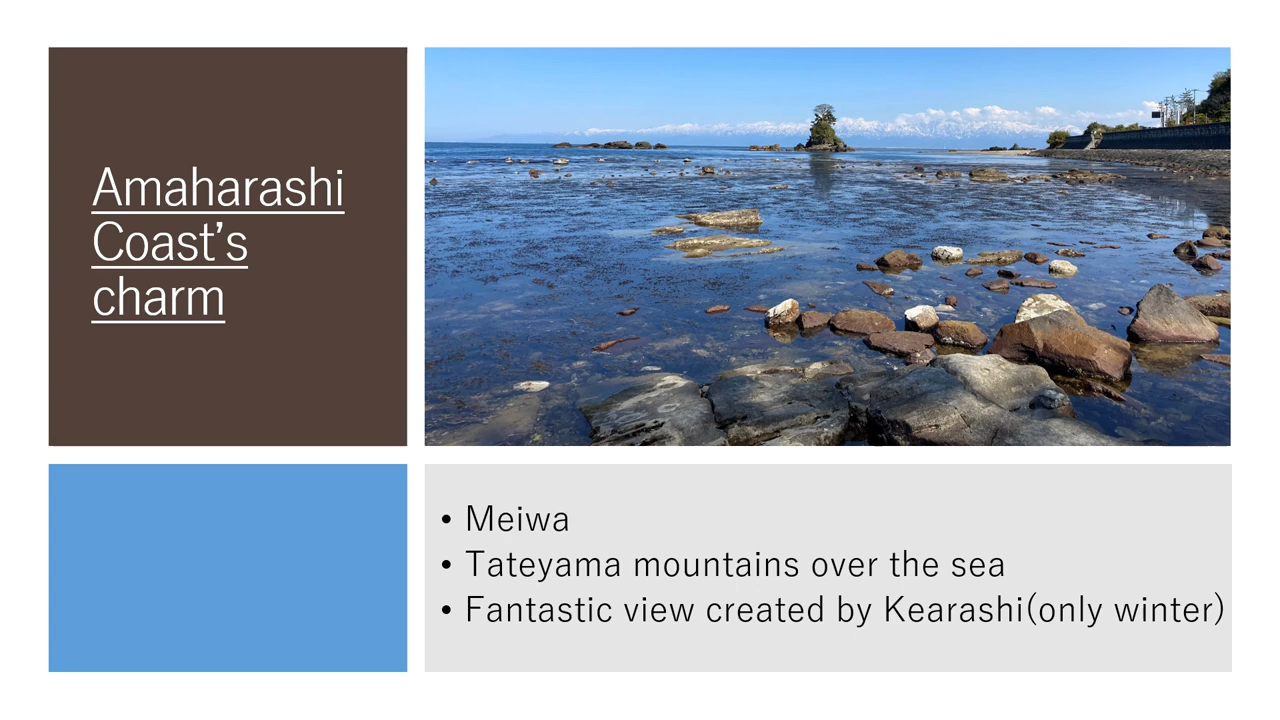 Amaharashi
Coast’s
charm
• Meiwa
• Tateyama mountains over the sea
• Fantastic view created by Kearashi(only winter)